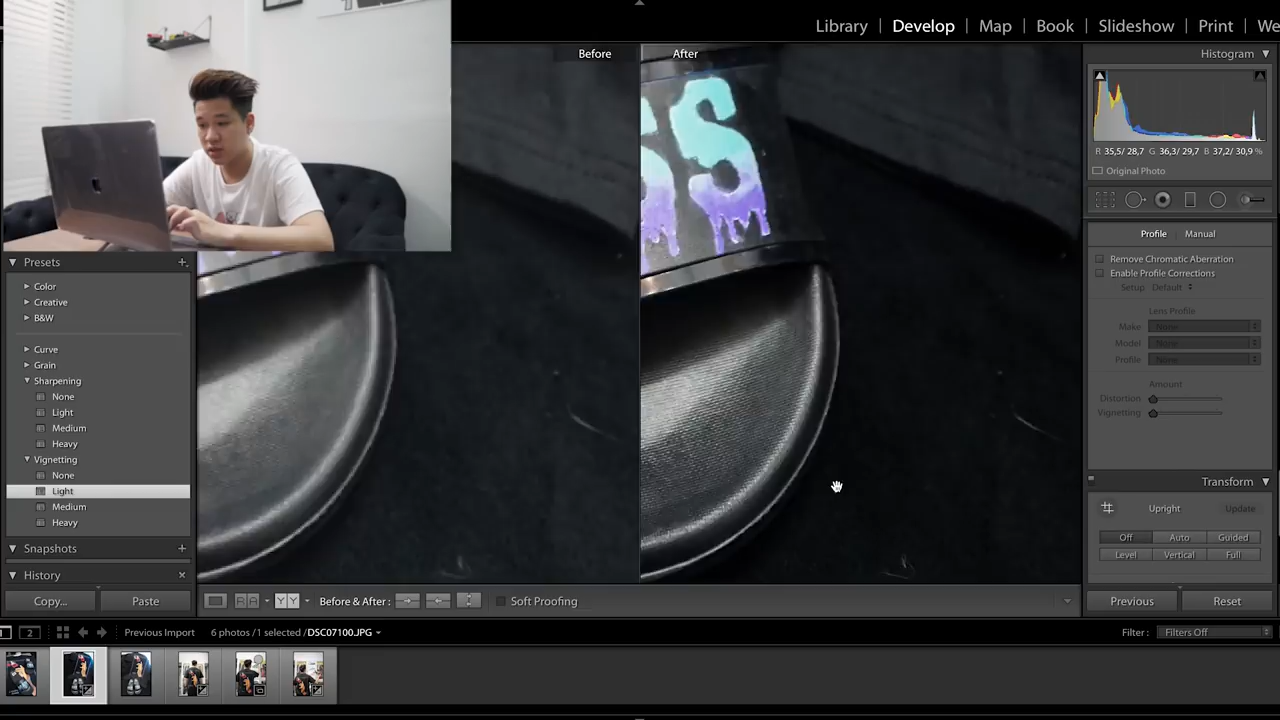 Library | Develop | Map | Book | Slideshow | Print | We
Before
After
Histogram
R 35,5/ 28,7 G 36,3/ 29,7 B 37,2/ 30,9 %
Original Photo
Profile Manual
Remove Chromatic Aberration
Enable Profile Corrections
Setup Default
Lens Profile
Make None
Model None
Profile None
Amount
Distortion
Vignetting
Transform
Upright Update
Off Auto Guided
Level Vertical Full
Previous Reset
Presets +
Color
Creative
B&W
Curve
Grain
Sharpening
None
Light
Medium
Heavy
Vignetting
None
Light
Medium
Heavy
Snapshots +
History ×
Copy... Paste
R A
Y Y
Before & After :
Soft Proofing
2
Previous Import
6 photos /1 selected /DSC07100.JPG
Filter : Filters Off